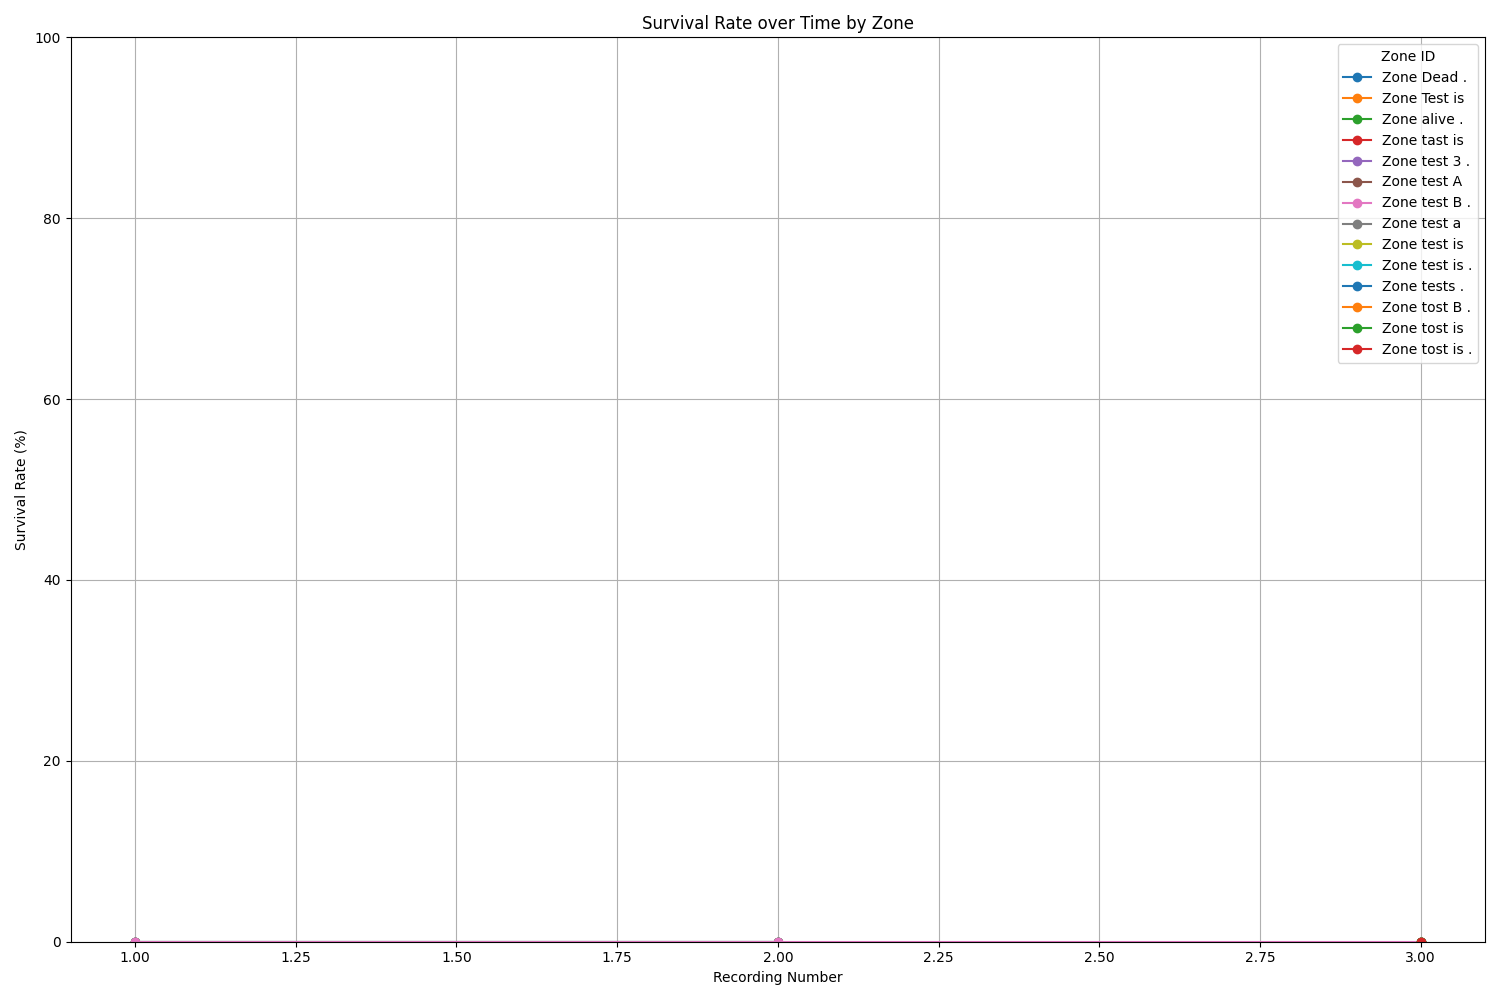 Survival Rate over Time by Zone
100
80
60
40
20
0
Survival Rate (%)
1.00 1.25 1.50 1.75 2.00 2.25 2.50 2.75 3.00
Recording Number
Zone ID
Zone Dead .
Zone Test is
Zone alive .
Zone tast is
Zone test 3 .
Zone test A
Zone test B .
Zone test a
Zone test is
Zone test is .
Zone tests .
Zone tost B .
Zone tost is
Zone tost is .